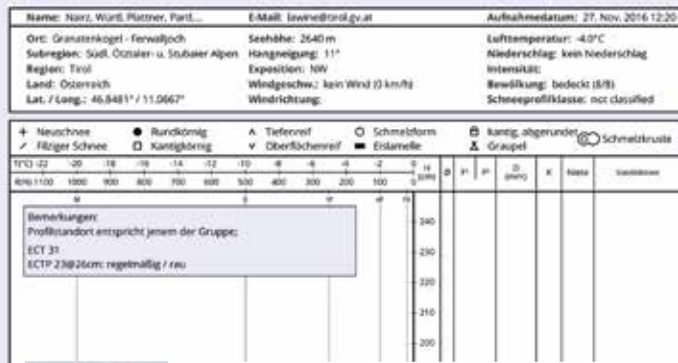 Name: Nairz, Würtl, Plattner, Partl...
E-Mail: lawine@tirol.gv.at
Aufnahmedatum: 27. Nov. 2016 12:20
Ort: Granatenkogel - Ferwalljoch
Seehöhe: 2640 m
Lufttemperatur: -4.0°C
Subregion: Südl. Ötztaler- u. Stubaier Alpen
Hangneigung: 11°
Niederschlag: kein Niederschlag
Region: Tirol
Exposition: NW
Intensität:
Land: Österreich
Windgeschw.: kein Wind (0 km/h)
Bewölkung: bedeckt (8/8)
Lat. / Long.: 46.8481° / 11.0667°
Windrichtung:
Schneeprofilklasse: not classified
+ Neuschnee ● Rundkörnig ʌ Tiefenreif ○ Schmelzform kantig, abgerundet Schmelzkruste
/ Filziger Schnee □ Kantigkörnig v Oberflächenreif ▬ Eislamelle Graupel
T[°C] -22 -20 -18 -16 -14 -12 -10 -8 -6 -4 -2 H [cm] θ F¹ F² D [mm] K Note
R[N] 1100 1000 900 800 700 600 500 400 300 200 100 0
Bemerkungen:
Profilstandort entspricht jenem der Gruppe;
ECT 31
ECTP 23@26cm: regelmäßig / rau
240
230
210
200